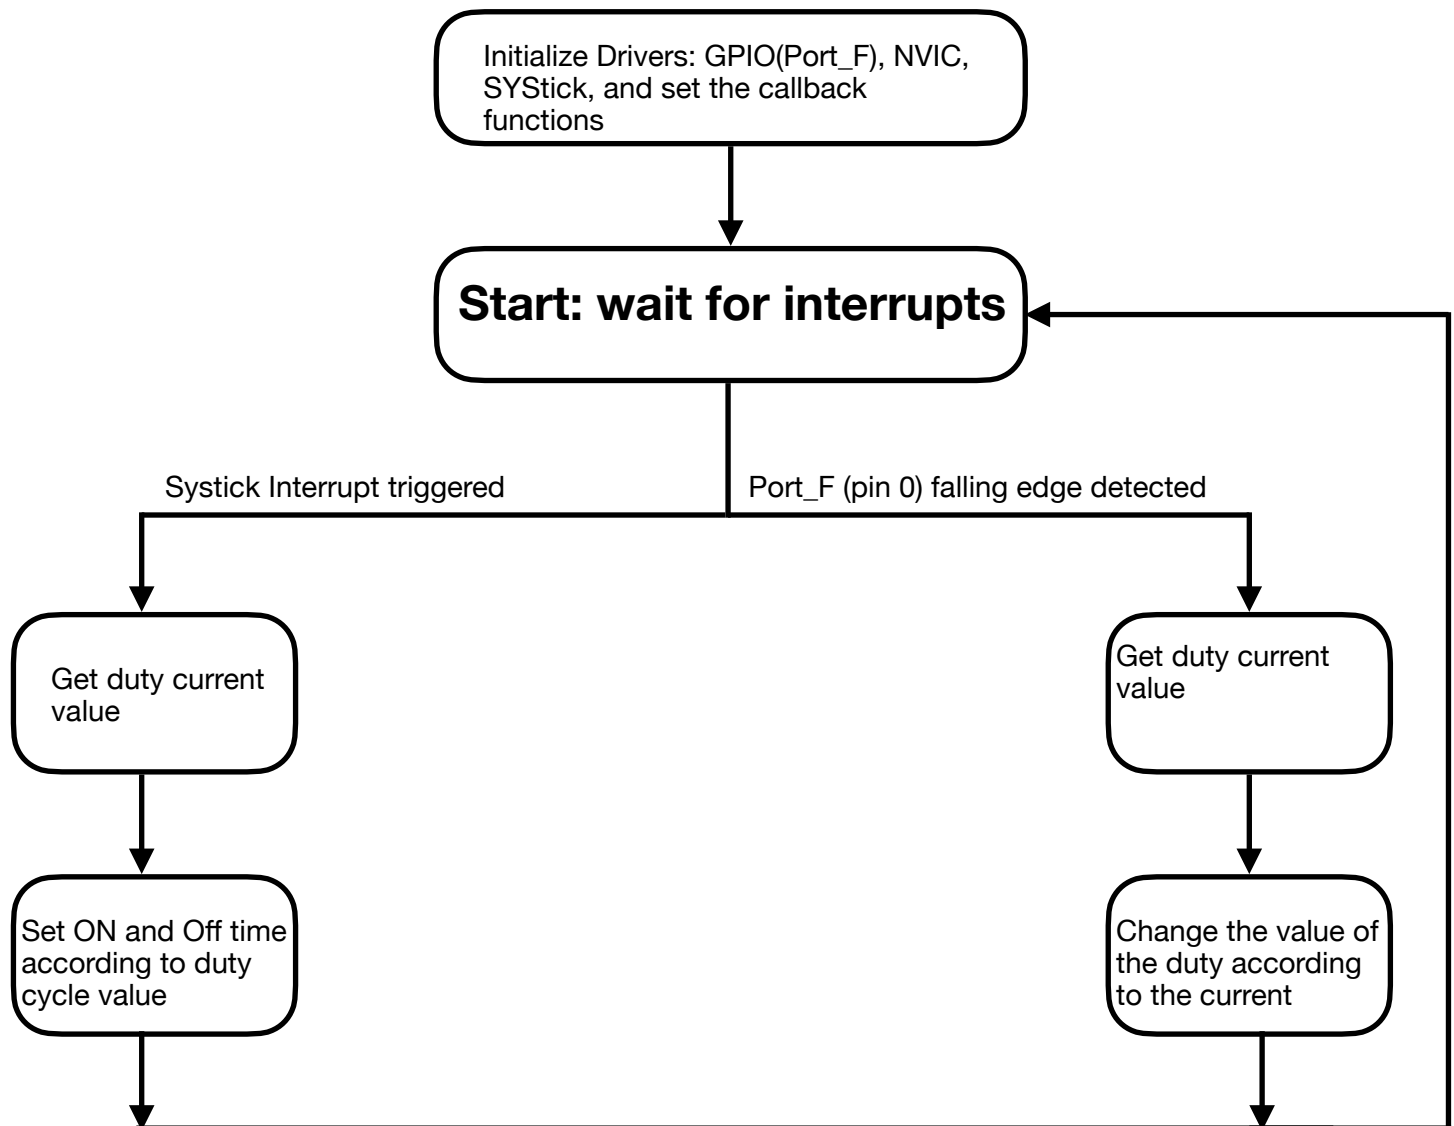 Initialize Drivers: GPIO(Port_F), NVIC,
SYStick, and set the callback
functions
Start: wait for interrupts
Systick Interrupt triggered
Port_F (pin 0) falling edge detected
Get duty current
value
Get duty current
value
Set ON and Off time
according to duty
cycle value
Change the value of
the duty according
to the current